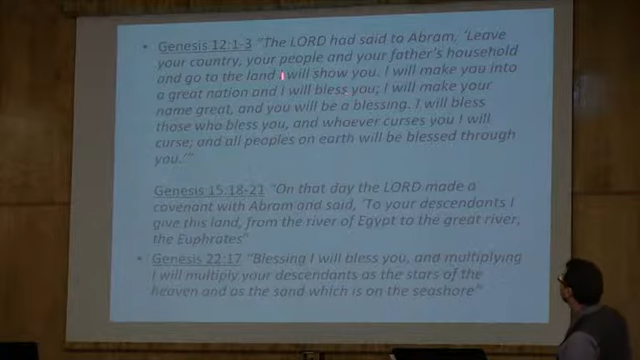 • Genesis 12:1-3 "The LORD had said to Abram, 'Leave
your country, your people and your father's household
and go to the land I will show you. I will make you into
a great nation and I will bless you; I will make your
name great, and you will be a blessing. I will bless
those who bless you, and whoever curses you I will
curse; and all peoples on earth will be blessed through
you.'"
Genesis 15:18-21 "On that day the LORD made a
covenant with Abram and said, 'To your descendants I
give this land, from the river of Egypt to the great river,
the Euphrates"
• Genesis 22:17 "Blessing I will bless you, and multiplying
I will multiply your descendants as the stars of the
heaven and as the sand which is on the seashore"